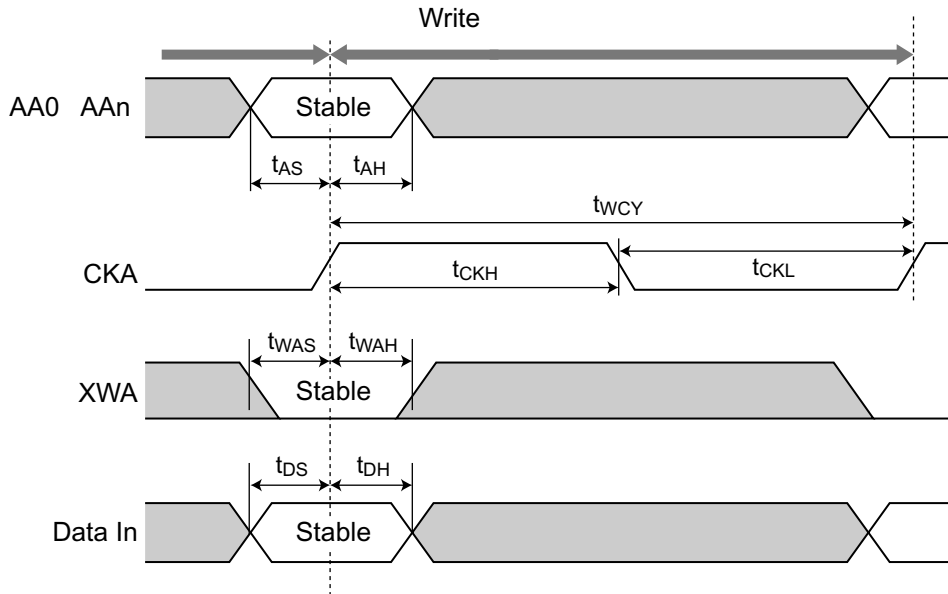 Write
AA0 AAn Stable
tAS tAH
tWCY
CKA tCKH tCKL
tWAS tWAH
XWA Stable
tDS tDH
Data In Stable